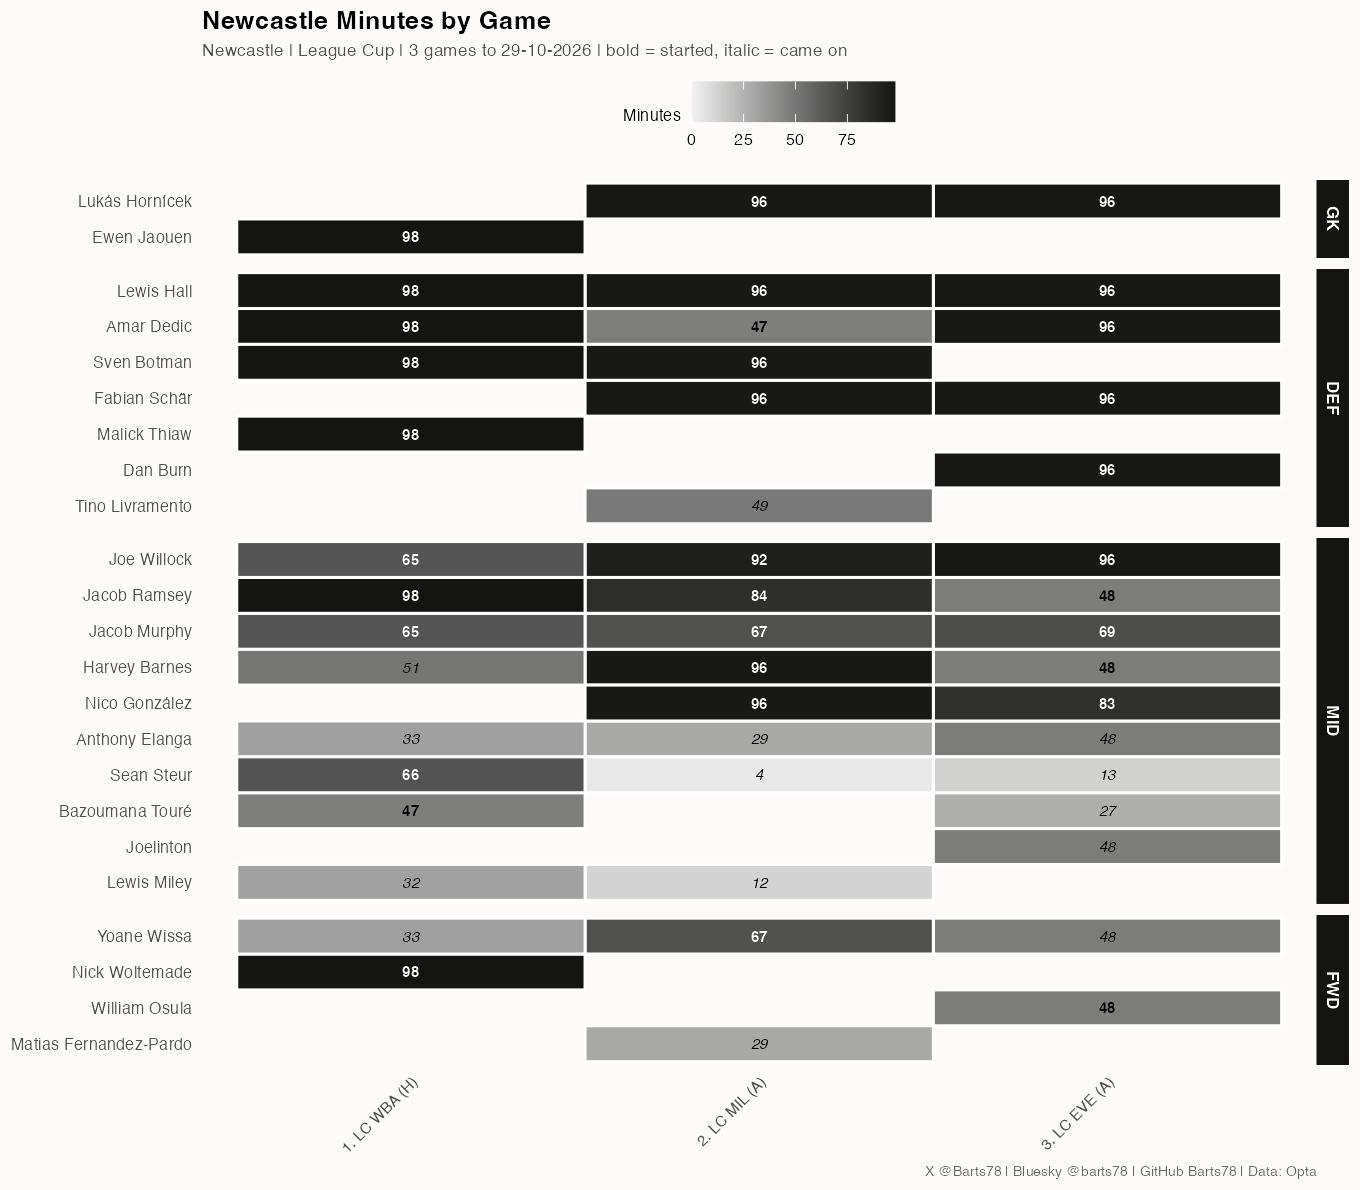 Newcastle Minutes by Game
Newcastle | League Cup | 3 games to 29-10-2026 | bold = started, italic = came on
Minutes
0 25 50 75
Lukás Hornícek 96 96
Ewen Jaouen 98
GK
Lewis Hall 98 96 96
Amar Dedic 98 47 96
Sven Botman 98 96
Fabian Schär 96 96
Malick Thiaw 98
Dan Burn 96
Tino Livramento 49
DEF
Joe Willock 65 92 96
Jacob Ramsey 98 84 48
Jacob Murphy 65 67 69
Harvey Barnes 51 96 48
Nico González 96 83
Anthony Elanga 33 29 48
Sean Steur 66 4 13
Bazoumana Touré 47 27
Joelinton 48
Lewis Miley 32 12
MID
Yoane Wissa 33 67 48
Nick Woltemade 98
William Osula 48
Matias Fernandez-Pardo 29
FWD
1. LC WBA (H) 2. LC MIL (A) 3. LC EVE (A)
X @Barts78 | Bluesky @barts78 | GitHub Barts78 | Data: Opta